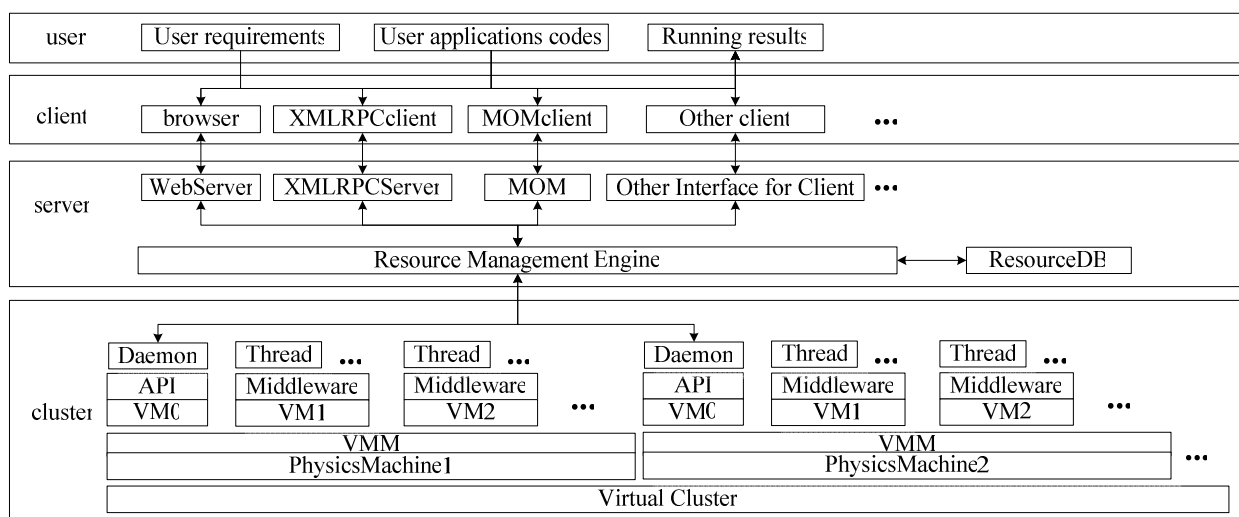 user User requirements User applications codes Running results
client browser XMLRPCclient MOMclient Other client ...
server WebServer XMLRPCServer MOM Other Interface for Client ...
Resource Management Engine ResourceDB
Daemon Thread ... Thread ... Daemon Thread ... Thread ...
API Middleware Middleware API Middleware Middleware
cluster VM0 VM1 VM2 ... VM0 VM1 VM2 ...
VMM VMM
PhysicsMachine1 PhysicsMachine2 ...
Virtual Cluster